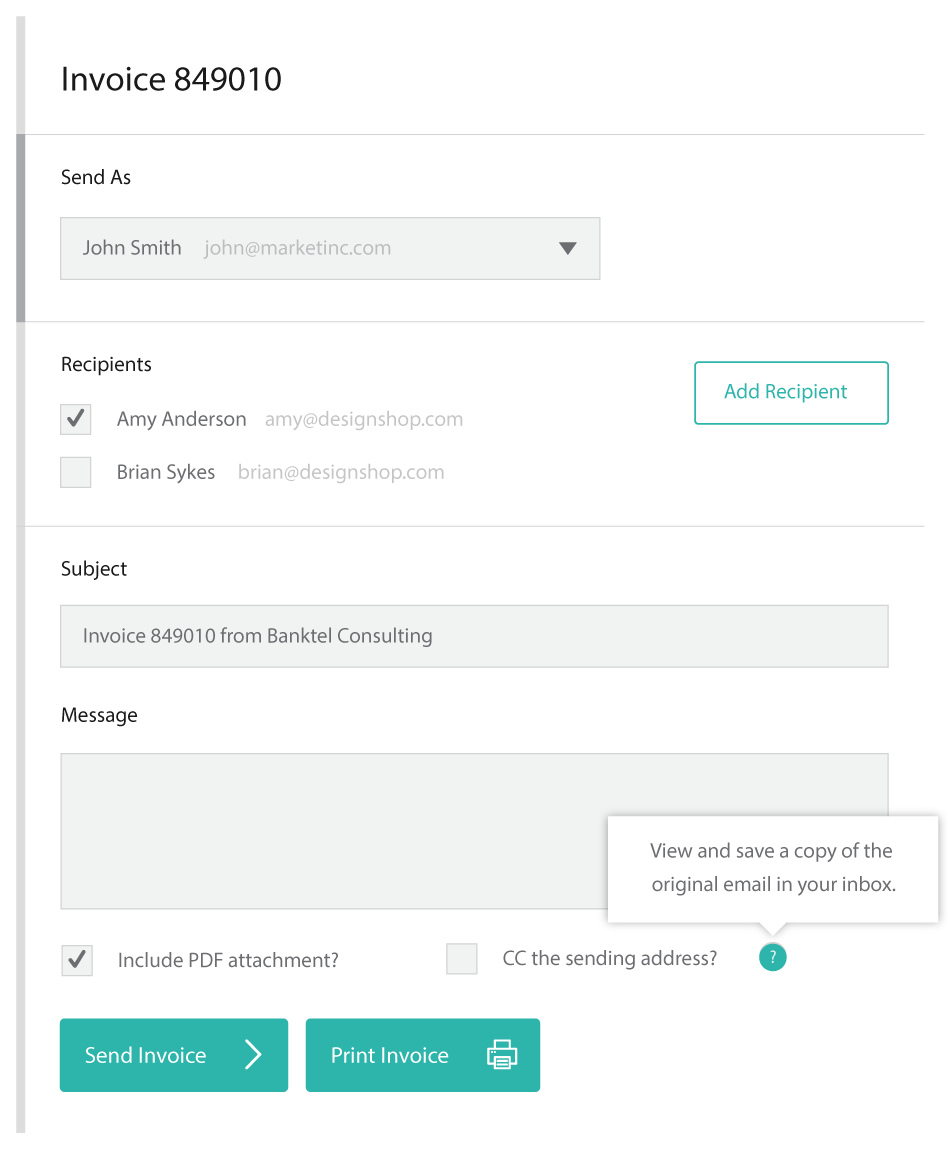 Invoice 849010
Send As
John Smith john@marketinc.com
Recipients
Add Recipient
Amy Anderson amy@designshop.com
Brian Sykes brian@designshop.com
Subject
Invoice 849010 from Banktel Consulting
Message
View and save a copy of the
original email in your inbox.
Include PDF attachment?
CC the sending address? ?
Send Invoice
Print Invoice